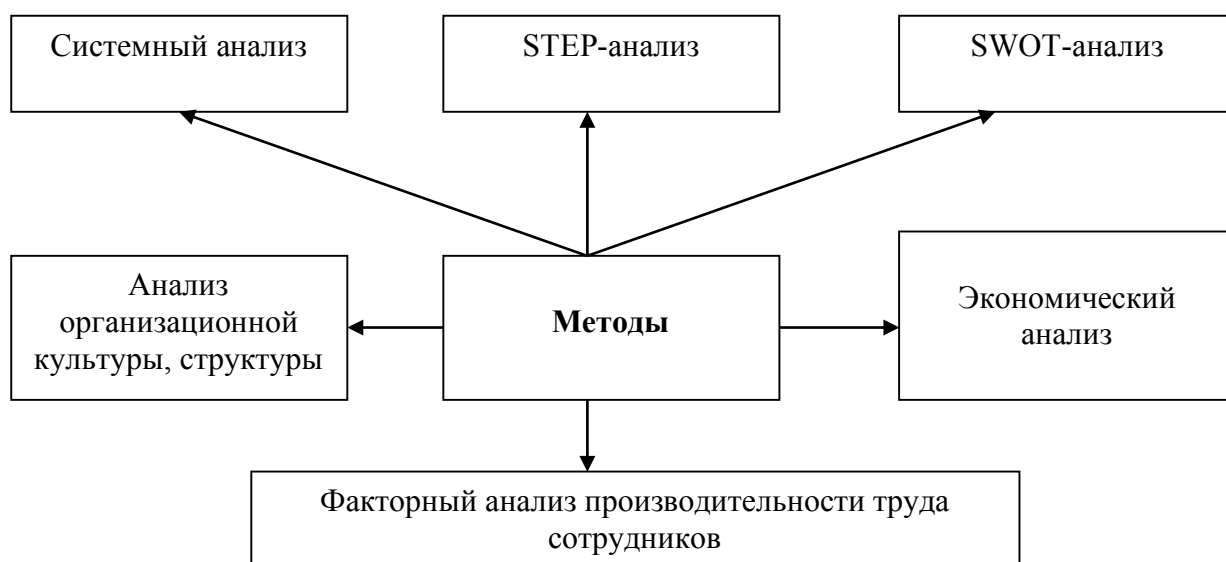 Системный анализ
STEP-анализ
SWOT-анализ
Анализ
организационной
культуры, структуры
Методы
Экономический
анализ
Факторный анализ производительности труда
сотрудников